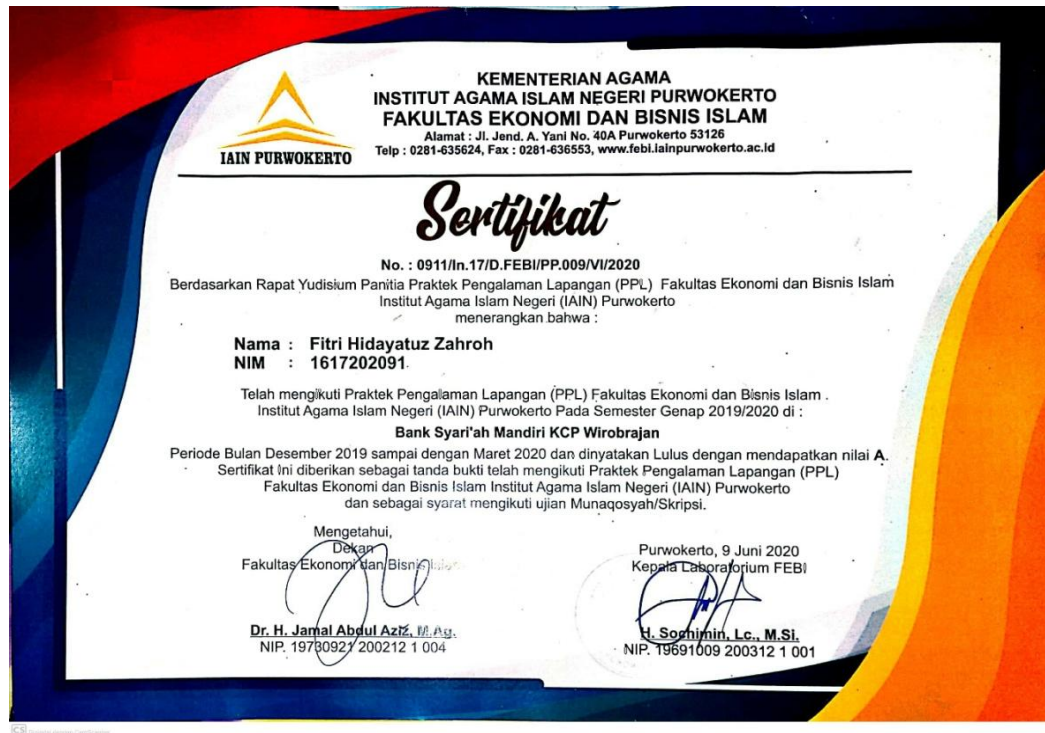 KEMENTERIAN AGAMA
INSTITUT AGAMA ISLAM NEGERI PURWOKERTO
FAKULTAS EKONOMI DAN BISNIS ISLAM
Alamat : Jl. Jend. A. Yani No. 40A Purwokerto 53126
Telp : 0281-635624, Fax : 0281-636553, www.febi.iainpurwokerto.ac.id
IAIN PURWOKERTO
Sertifikat
No. : 0911/In.17/D.FEBI/PP.009/VI/2020
Berdasarkan Rapat Yudisium Panitia Praktek Pengalaman Lapangan (PPL) Fakultas Ekonomi dan Bisnis Islam
Institut Agama Islam Negeri (IAIN) Purwokerto
menerangkan bahwa :
Nama : Fitri Hidayatuz Zahroh
NIM : 1617202091
Telah mengikuti Praktek Pengalaman Lapangan (PPL) Fakultas Ekonomi dan Bisnis Islam
Institut Agama Islam Negeri (IAIN) Purwokerto Pada Semester Genap 2019/2020 di :
Bank Syari'ah Mandiri KCP Wirobrajan
Periode Bulan Desember 2019 sampai dengan Maret 2020 dan dinyatakan Lulus dengan mendapatkan nilai A.
Sertifikat ini diberikan sebagai tanda bukti telah mengikuti Praktek Pengalaman Lapangan (PPL)
Fakultas Ekonomi dan Bisnis Islam Institut Agama Islam Negeri (IAIN) Purwokerto
dan sebagai syarat mengikuti ujian Munaqosyah/Skripsi.
Mengetahui,
Dekan
Fakultas Ekonomi dan Bisnis Islam
Dr. H. Jamal Abdul Aziz, M.Ag.
NIP. 19730921 200212 1 004
Purwokerto, 9 Juni 2020
Kepala Laboratorium FEBI
H. Sochimin, Lc., M.Si.
NIP. 19691009 200312 1 001
CS